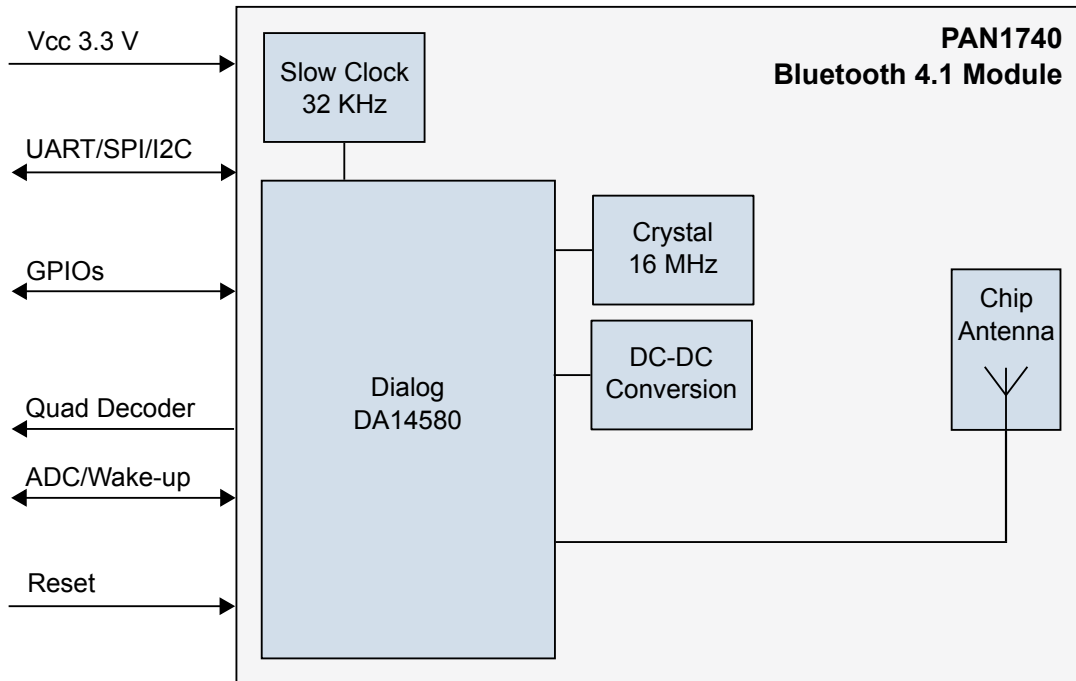 Vcc 3.3 V
UART/SPI/I2C
GPIOs
Quad Decoder
ADC/Wake-up
Reset
PAN1740
Bluetooth 4.1 Module
Slow Clock
32 KHz
Crystal
16 MHz
DC-DC
Conversion
Dialog
DA14580
Chip
Antenna